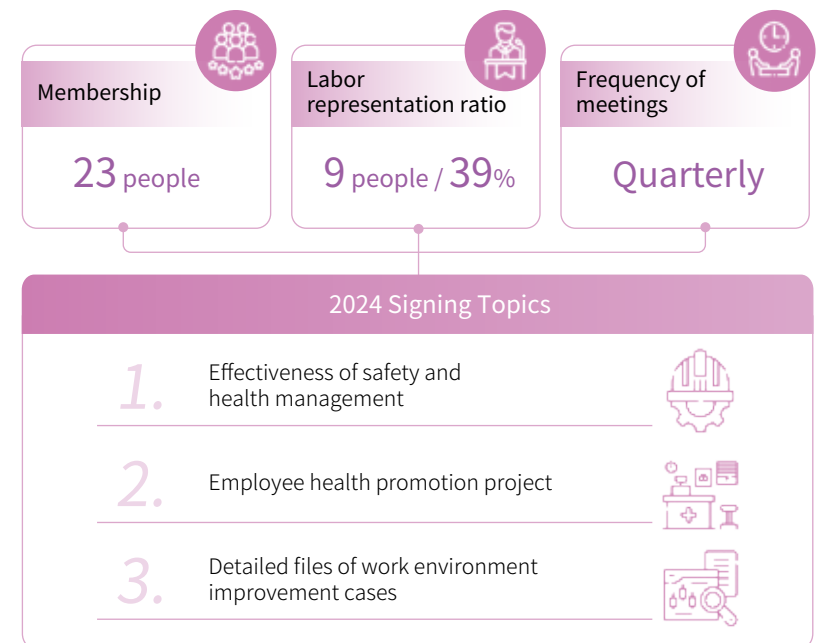 Membership
23 people
Labor
representation ratio
9 people / 39%
Frequency of
meetings
Quarterly
2024 Signing Topics
1.
Effectiveness of safety and
health management
2.
Employee health promotion project
3.
Detailed files of work environment
improvement cases